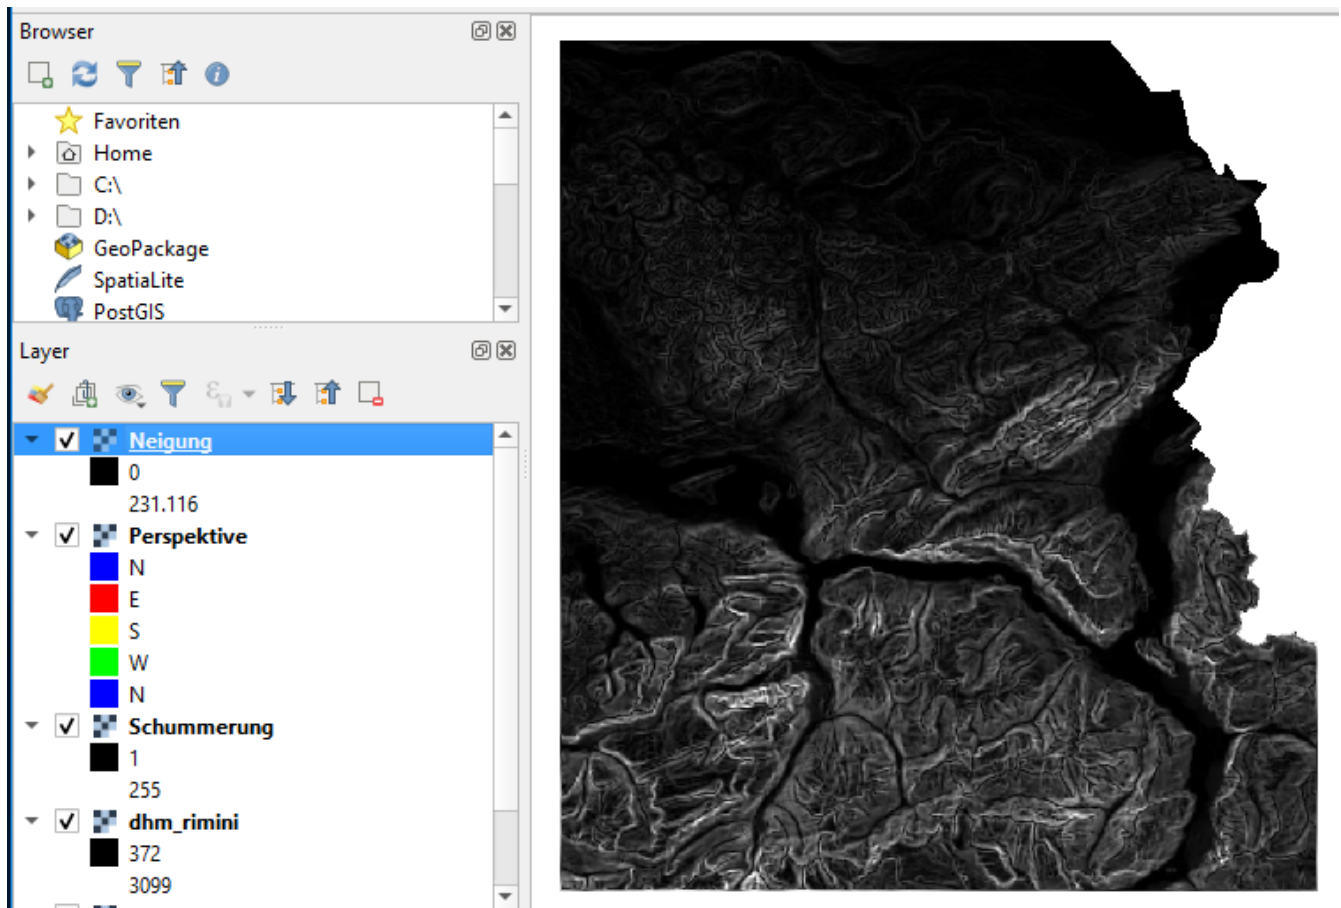 Browser
Favoriten
Home
C:\
D:\
GeoPackage
SpatiaLite
PostGIS
Layer
Neigung
0
231.116
Perspektive
N
E
S
W
N
Schummerung
1
255
dhm_rimini
372
3099